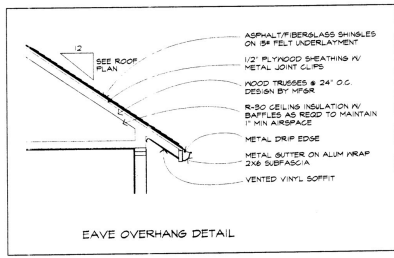 12
SEE ROOF
PLAN
ASPHALT/FIBERGLASS SHINGLES
ON 15# FELT UNDERLAYMENT
1/2" PLYWOOD SHEATHING W/
METAL JOINT CLIPS
WOOD TRUSSES @ 24" O.C.
DESIGN BY MFGR
R-30 CEILING INSULATION W/
BAFFLES AS REQD TO MAINTAIN
1" MIN AIRSPACE
METAL DRIP EDGE
METAL GUTTER ON ALUM WRAP
2X6 SUBFASCIA
VENTED VINYL SOFFIT
EAVE OVERHANG DETAIL